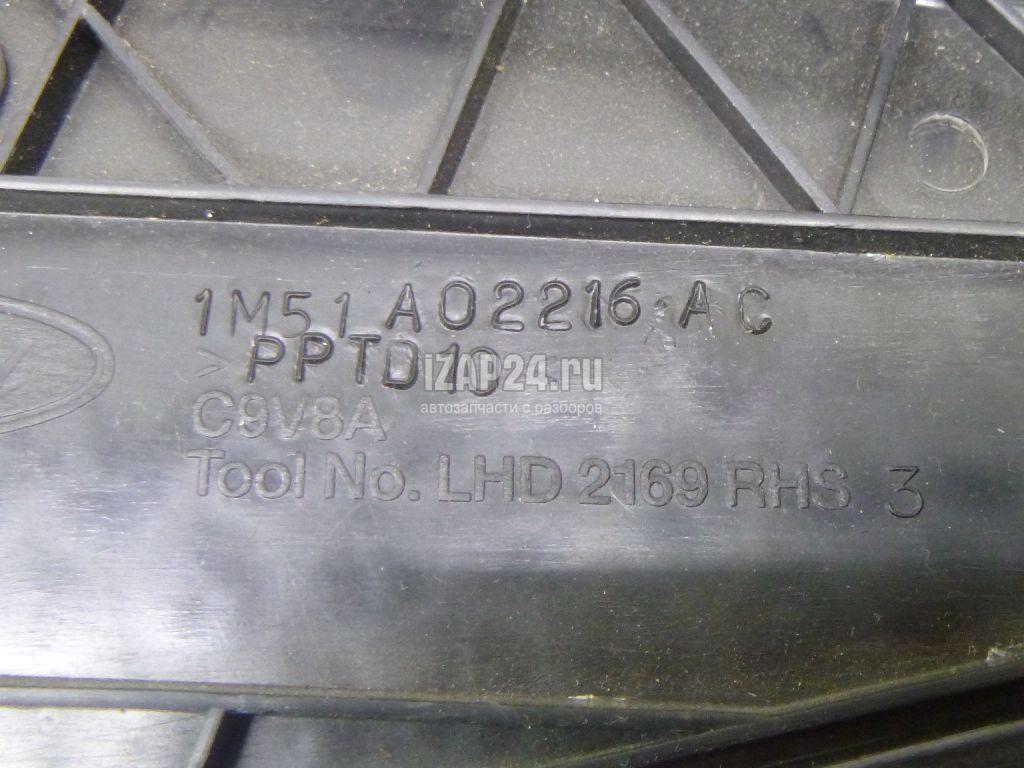 1M51 A02216 AC
>PPTD10
iZAP24.ru
автозапчасти с разборов
C9V8A
Tool No. LHD 2169 RHS 3